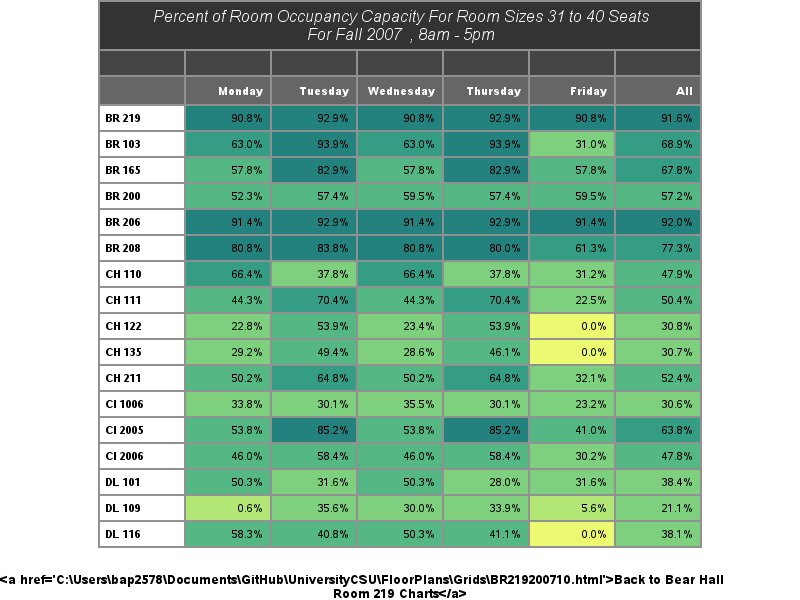 Percent of Room Occupancy Capacity For Room Sizes 31 to 40 Seats
For Fall 2007 , 8am - 5pm
Monday Tuesday Wednesday Thursday Friday All
BR 219 90.8% 92.9% 90.8% 92.9% 90.8% 91.6%
BR 103 63.0% 93.9% 63.0% 93.9% 31.0% 68.9%
BR 165 57.8% 82.9% 57.8% 82.9% 57.8% 67.8%
BR 200 52.3% 57.4% 59.5% 57.4% 59.5% 57.2%
BR 206 91.4% 92.9% 91.4% 92.9% 91.4% 92.0%
BR 208 80.8% 83.8% 80.8% 80.0% 61.3% 77.3%
CH 110 66.4% 37.8% 66.4% 37.8% 31.2% 47.9%
CH 111 44.3% 70.4% 44.3% 70.4% 22.5% 50.4%
CH 122 22.8% 53.9% 23.4% 53.9% 0.0% 30.8%
CH 135 29.2% 49.4% 28.6% 46.1% 0.0% 30.7%
CH 211 50.2% 64.8% 50.2% 64.8% 32.1% 52.4%
CI 1006 33.8% 30.1% 35.5% 30.1% 23.2% 30.6%
CI 2005 53.8% 85.2% 53.8% 85.2% 41.0% 63.8%
CI 2006 46.0% 58.4% 46.0% 58.4% 30.2% 47.8%
DL 101 50.3% 31.6% 50.3% 28.0% 31.6% 38.4%
DL 109 0.6% 35.6% 30.0% 33.9% 5.6% 21.1%
DL 116 58.3% 40.8% 50.3% 41.1% 0.0% 38.1%
<a href='C:\Users\bap2578\Documents\GitHub\UniversityCSU\FloorPlans\Grids\BR219200710.html'>Back to Bear Hall
Room 219 Charts</a>